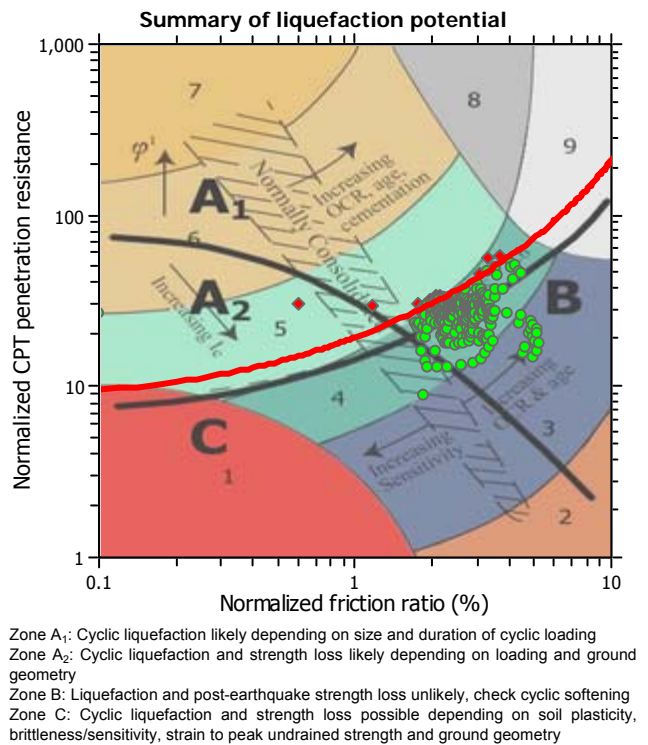 Summary of liquefaction potential
Normalized CPT penetration resistance
1,000
100
10
1
7
8
9
φ'
A1
Normally Consolid
Increasing
OCR, age,
cementation
6
A2
Increasing Ic
5
B
4
C
1
Increasing
Sensitivity
Increasing
OCR & age
3
2
0.1
1
10
Normalized friction ratio (%)
Zone A1: Cyclic liquefaction likely depending on size and duration of cyclic loading
Zone A2: Cyclic liquefaction and strength loss likely depending on loading and ground
geometry
Zone B: Liquefaction and post-earthquake strength loss unlikely, check cyclic softening
Zone C: Cyclic liquefaction and strength loss possible depending on soil plasticity,
brittleness/sensitivity, strain to peak undrained strength and ground geometry